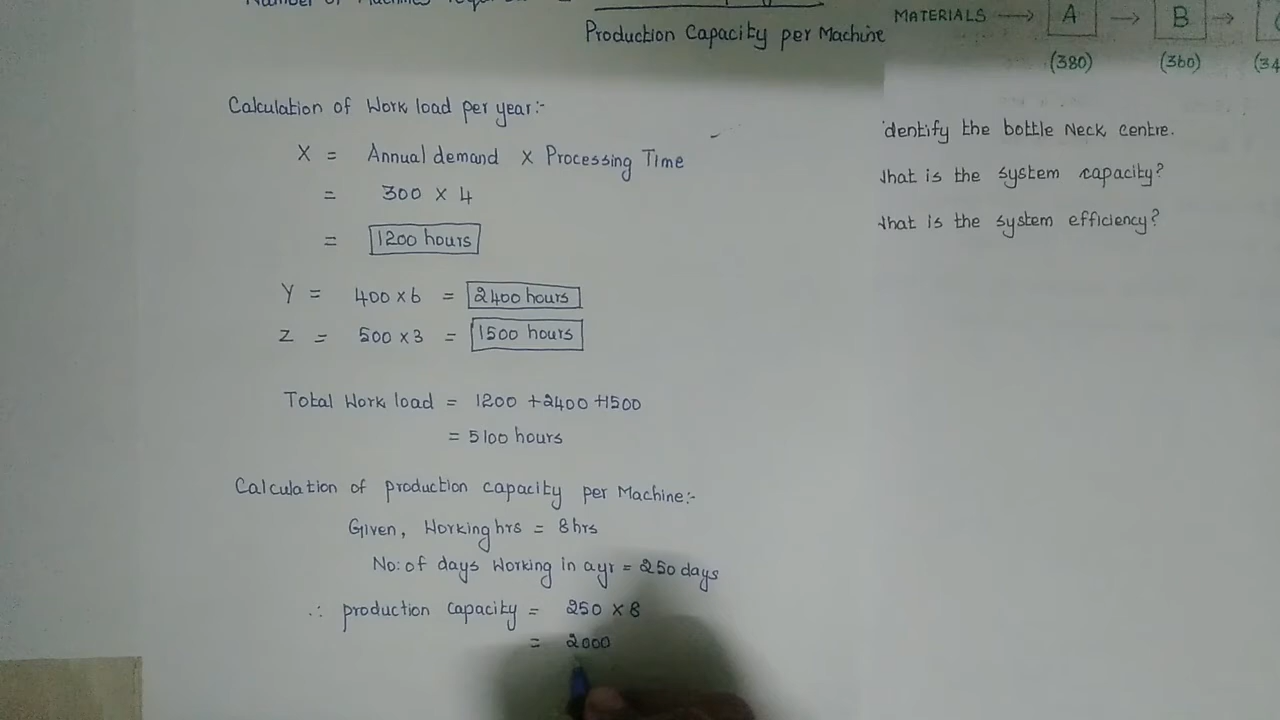 Production Capacity per Machine
Calculation of Work load per year:-
X = Annual demand X Processing Time
= 300 X 4
= 1200 hours
Y = 400 X 6 = 2400 hours
Z = 500 X 3 = 1500 hours
Total Work load = 1200 + 2400 + 1500
= 5100 hours
Calculation of production capacity per Machine:-
Given, Working hrs = 8 hrs
No: of days Working in a yr = 250 days
∴ production capacity = 250 X 8
= 2000
MATERIALS → A → B →
(380) (360) (34
dentify the bottle Neck centre.
hat is the system capacity?
hat is the system efficiency?